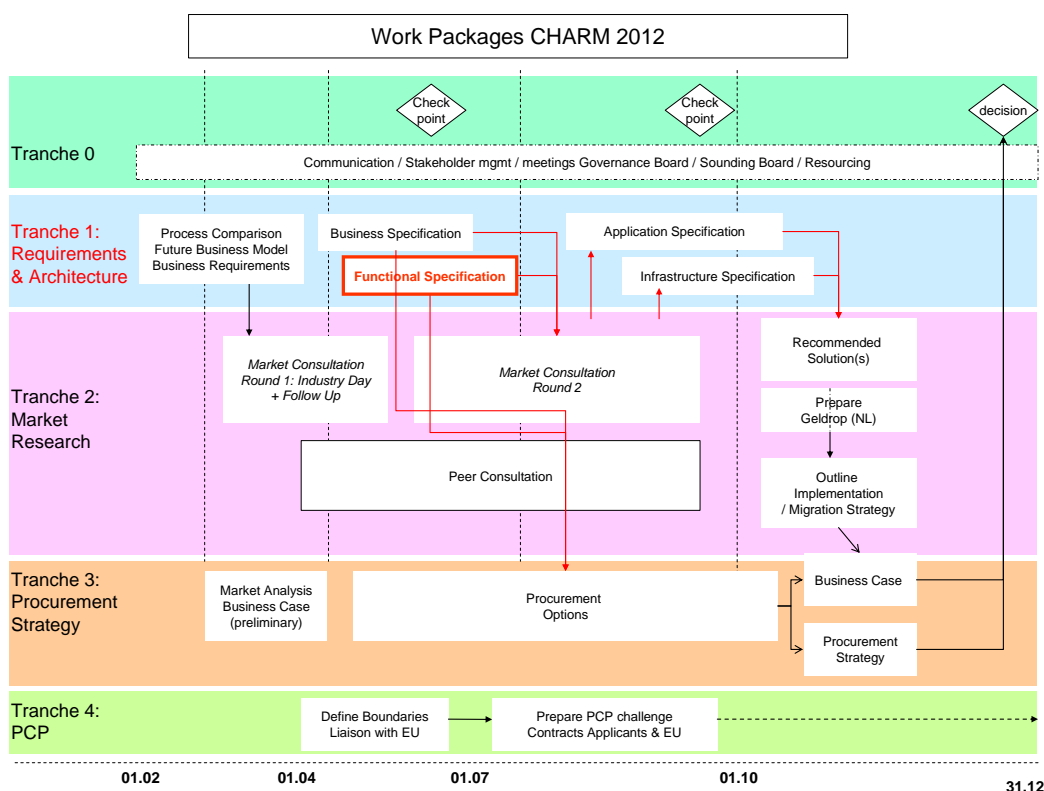 Work Packages CHARM 2012
Check
point
Check
point
decision
Tranche 0
Communication / Stakeholder mgmt / meetings Governance Board / Sounding Board / Resourcing
Tranche 1:
Requirements
& Architecture
Process Comparison
Future Business Model
Business Requirements
Business Specification
Functional Specification
Application Specification
Infrastructure Specification
Tranche 2:
Market
Research
Market Consultation
Round 1: Industry Day
+ Follow Up
Market Consultation
Round 2
Peer Consultation
Recommended
Solution(s)
Prepare
Geldrop (NL)
Outline
Implementation
/ Migration Strategy
Tranche 3:
Procurement
Strategy
Market Analysis
Business Case
(preliminary)
Procurement
Options
Business Case
Procurement
Strategy
Tranche 4:
PCP
Define Boundaries
Liaison with EU
Prepare PCP challenge
Contracts Applicants & EU
01.02
01.04
01.07
01.10
31.12